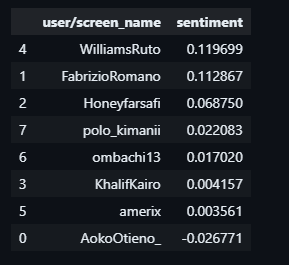 user/screen_name sentiment
4 WilliamsRuto 0.119699
1 FabrizioRomano 0.112867
2 Honeyfarsafi 0.068750
7 polo_kimanii 0.022083
6 ombachi13 0.017020
3 KhalifKairo 0.004157
5 amerix 0.003561
0 AokoOtieno_ -0.026771